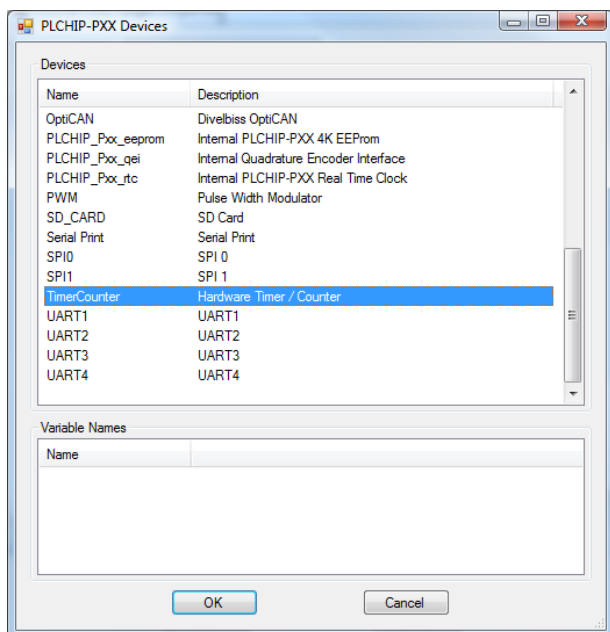 PLCHIP-PXX Devices
Devices
Name Description
OptiCAN Divelbiss OptiCAN
PLCHIP_Pxx_eeprom Internal PLCHIP-PXX 4K EEProm
PLCHIP_Pxx_qei Internal Quadrature Encoder Interface
PLCHIP_Pxx_rtc Internal PLCHIP-PXX Real Time Clock
PWM Pulse Width Modulator
SD_CARD SD Card
Serial Print Serial Print
SPI0 SPI 0
SPI1 SPI 1
TimerCounter Hardware Timer / Counter
UART1 UART1
UART2 UART2
UART3 UART3
UART4 UART4
Variable Names
Name
OK Cancel